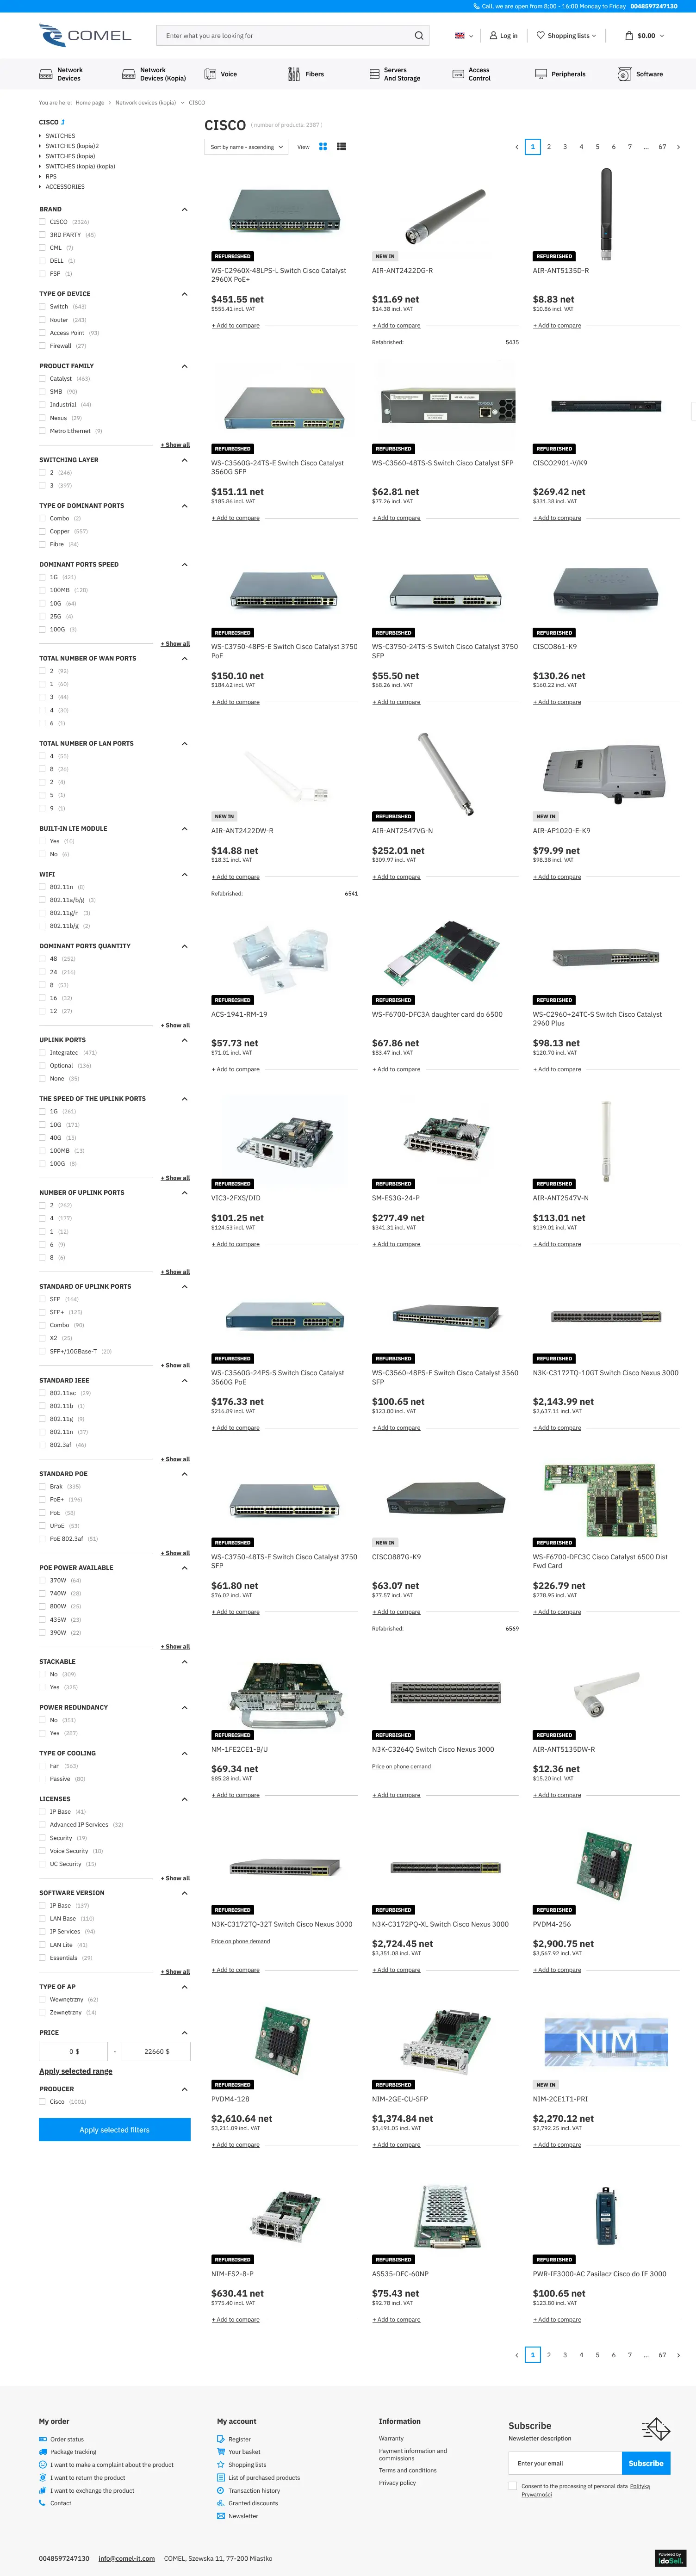 Call, we are open from 8:00 - 16:00 Monday to Friday 0048597247130
COMEL
Enter what you are looking for
Log in
Shopping lists
$0.00
Network Devices
Network Devices (Kopia)
Voice
Fibers
Servers And Storage
Access Control
Peripherals
Software
You are here: Home page > Network devices (kopia) CISCO
CISCO
SWITCHES
SWITCHES (kopia)2
SWITCHES (kopia)
SWITCHES (kopia) (kopia)
RPS
ACCESSORIES
BRAND
CISCO (2326)
3RD PARTY (45)
CML (7)
DELL (1)
FSP (1)
TYPE OF DEVICE
Switch (643)
Router (243)
Access Point (93)
Firewall (27)
PRODUCT FAMILY
Catalyst (463)
SMB (90)
Industrial (44)
Nexus (29)
Metro Ethernet (9)
+ Show all
SWITCHING LAYER
2 (246)
3 (397)
TYPE OF DOMINANT PORTS
Combo (2)
Copper (557)
Fibre (84)
DOMINANT PORTS SPEED
1G (421)
100MB (128)
10G (64)
25G (4)
100G (3)
+ Show all
TOTAL NUMBER OF WAN PORTS
2 (92)
1 (60)
3 (44)
4 (30)
6 (1)
TOTAL NUMBER OF LAN PORTS
4 (55)
8 (26)
2 (4)
5 (1)
9 (1)
BUILT-IN LTE MODULE
Yes (10)
No (6)
WIFI
802.11n (8)
802.11a/b/g (3)
802.11g/n (3)
802.11b/g (2)
DOMINANT PORTS QUANTITY
48 (252)
24 (216)
8 (53)
16 (32)
12 (27)
+ Show all
UPLINK PORTS
Integrated (471)
Optional (136)
None (35)
THE SPEED OF THE UPLINK PORTS
1G (261)
10G (171)
40G (15)
100MB (13)
100G (8)
+ Show all
NUMBER OF UPLINK PORTS
2 (262)
4 (177)
1 (12)
6 (9)
8 (6)
+ Show all
STANDARD OF UPLINK PORTS
SFP (164)
SFP+ (125)
Combo (90)
X2 (25)
SFP+/10GBase-T (20)
+ Show all
STANDARD IEEE
802.11ac (29)
802.11b (1)
802.11g (9)
802.11n (37)
802.3af (46)
+ Show all
STANDARD POE
Brak (335)
PoE+ (196)
PoE (58)
UPoE (53)
PoE 802.3af (51)
+ Show all
POE POWER AVAILABLE
370W (64)
740W (28)
800W (25)
435W (23)
390W (22)
+ Show all
STACKABLE
No (309)
Yes (325)
POWER REDUNDANCY
No (351)
Yes (287)
TYPE OF COOLING
Fan (563)
Passive (80)
LICENSES
IP Base (41)
Advanced IP Services (32)
Security (19)
Voice Security (18)
UC Security (15)
+ Show all
SOFTWARE VERSION
IP Base (137)
LAN Base (110)
IP Services (94)
LAN Lite (41)
Essentials (29)
+ Show all
TYPE OF AP
Wewnętrzny (62)
Zewnętrzny (14)
PRICE
0 $ - 22660 $
Apply selected range
PRODUCER
Cisco (1001)
Apply selected filters
CISCO ( number of products: 2387 )
Sort by name - ascending
View
1 2 3 4 5 6 7 ... 67
REFURBISHED
WS-C2960X-48LPS-L Switch Cisco Catalyst 2960X PoE+
$451.55 net
$555.41 incl. VAT
+ Add to compare
NEW IN
AIR-ANT2422DG-R
$11.69 net
$14.38 incl. VAT
+ Add to compare
Refabrished: 5435
REFURBISHED
AIR-ANT5135D-R
$8.83 net
$10.86 incl. VAT
+ Add to compare
REFURBISHED
WS-C3560G-24TS-E Switch Cisco Catalyst 3560G SFP
$151.11 net
$185.86 incl. VAT
+ Add to compare
CONSOLE
REFURBISHED
WS-C3560-48TS-S Switch Cisco Catalyst SFP
$62.81 net
$77.26 incl. VAT
+ Add to compare
REFURBISHED
CISCO2901-V/K9
$269.42 net
$331.38 incl. VAT
+ Add to compare
REFURBISHED
WS-C3750-48PS-E Switch Cisco Catalyst 3750 PoE
$150.10 net
$184.62 incl. VAT
+ Add to compare
REFURBISHED
WS-C3750-24TS-S Switch Cisco Catalyst 3750 SFP
$55.50 net
$68.26 incl. VAT
+ Add to compare
REFURBISHED
CISCO861-K9
$130.26 net
$160.22 incl. VAT
+ Add to compare
NEW IN
AIR-ANT2422DW-R
$14.88 net
$18.31 incl. VAT
+ Add to compare
Refabrished: 6541
REFURBISHED
AIR-ANT2547VG-N
$252.01 net
$309.97 incl. VAT
+ Add to compare
NEW IN
AIR-AP1020-E-K9
$79.99 net
$98.38 incl. VAT
+ Add to compare
REFURBISHED
ACS-1941-RM-19
$57.73 net
$71.01 incl. VAT
+ Add to compare
REFURBISHED
WS-F6700-DFC3A daughter card do 6500
$67.86 net
$83.47 incl. VAT
+ Add to compare
REFURBISHED
WS-C2960+24TC-S Switch Cisco Catalyst 2960 Plus
$98.13 net
$120.70 incl. VAT
+ Add to compare
REFURBISHED
VIC3-2FXS/DID
$101.25 net
$124.53 incl. VAT
+ Add to compare
REFURBISHED
SM-ES3G-24-P
$277.49 net
$341.31 incl. VAT
+ Add to compare
REFURBISHED
AIR-ANT2547V-N
$113.01 net
$139.01 incl. VAT
+ Add to compare
REFURBISHED
WS-C3560G-24PS-S Switch Cisco Catalyst 3560G PoE
$176.33 net
$216.89 incl. VAT
+ Add to compare
REFURBISHED
WS-C3560-48PS-E Switch Cisco Catalyst 3560 SFP
$100.65 net
$123.80 incl. VAT
+ Add to compare
REFURBISHED
N3K-C3172TQ-10GT Switch Cisco Nexus 3000
$2,143.99 net
$2,637.11 incl. VAT
+ Add to compare
REFURBISHED
WS-C3750-48TS-E Switch Cisco Catalyst 3750 SFP
$61.80 net
$76.02 incl. VAT
+ Add to compare
NEW IN
CISCO887G-K9
$63.07 net
$77.57 incl. VAT
+ Add to compare
Refabrished: 6569
REFURBISHED
WS-F6700-DFC3C Cisco Catalyst 6500 Dist Fwd Card
$226.79 net
$278.95 incl. VAT
+ Add to compare
REFURBISHED
NM-1FE2CE1-B/U
$69.34 net
$85.28 incl. VAT
+ Add to compare
REFURBISHED
N3K-C3264Q Switch Cisco Nexus 3000
Price on phone demand
+ Add to compare
REFURBISHED
AIR-ANT5135DW-R
$12.36 net
$15.20 incl. VAT
+ Add to compare
REFURBISHED
N3K-C3172TQ-32T Switch Cisco Nexus 3000
Price on phone demand
+ Add to compare
REFURBISHED
N3K-C3172PQ-XL Switch Cisco Nexus 3000
$2,724.45 net
$3,351.08 incl. VAT
+ Add to compare
REFURBISHED
PVDM4-256
$2,900.75 net
$3,567.92 incl. VAT
+ Add to compare
REFURBISHED
PVDM4-128
$2,610.64 net
$3,211.09 incl. VAT
+ Add to compare
REFURBISHED
NIM-2GE-CU-SFP
$1,374.84 net
$1,691.05 incl. VAT
+ Add to compare
NIM
NEW IN
NIM-2CE1T1-PRI
$2,270.12 net
$2,792.25 incl. VAT
+ Add to compare
REFURBISHED
NIM-ES2-8-P
$630.41 net
$775.40 incl. VAT
+ Add to compare
REFURBISHED
AS535-DFC-60NP
$75.43 net
$92.78 incl. VAT
+ Add to compare
REFURBISHED
PWR-IE3000-AC Zasilacz Cisco do IE 3000
$100.65 net
$123.80 incl. VAT
+ Add to compare
1 2 3 4 5 6 7 ... 67
My order
Order status
Package tracking
I want to make a complaint about the product
I want to return the product
I want to exchange the product
Contact
My account
Register
Your basket
Shopping lists
List of purchased products
Transaction history
Granted discounts
Newsletter
Information
Warranty
Payment information and commissions
Terms and conditions
Privacy policy
Subscribe
Newsletter description
Enter your email
Subscribe
Consent to the processing of personal data Polityka Prywatności
0048597247130 info@comel-it.com COMEL, Szewska 11, 77-200 Miastko
Powered by
IdoSell